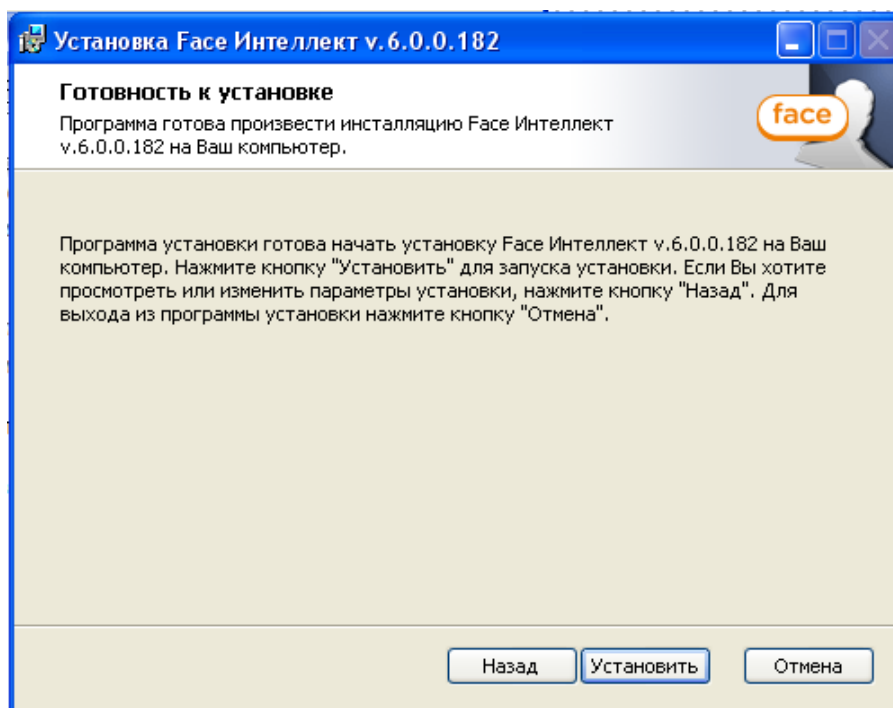 Установка Face Интеллект v.6.0.0.182
Готовность к установке
Программа готова произвести инсталляцию Face Интеллект
v.6.0.0.182 на Ваш компьютер.
face
Программа установки готова начать установку Face Интеллект v.6.0.0.182 на Ваш
компьютер. Нажмите кнопку "Установить" для запуска установки. Если Вы хотите
просмотреть или изменить параметры установки, нажмите кнопку "Назад". Для
выхода из программы установки нажмите кнопку "Отмена".
Назад
Установить
Отмена